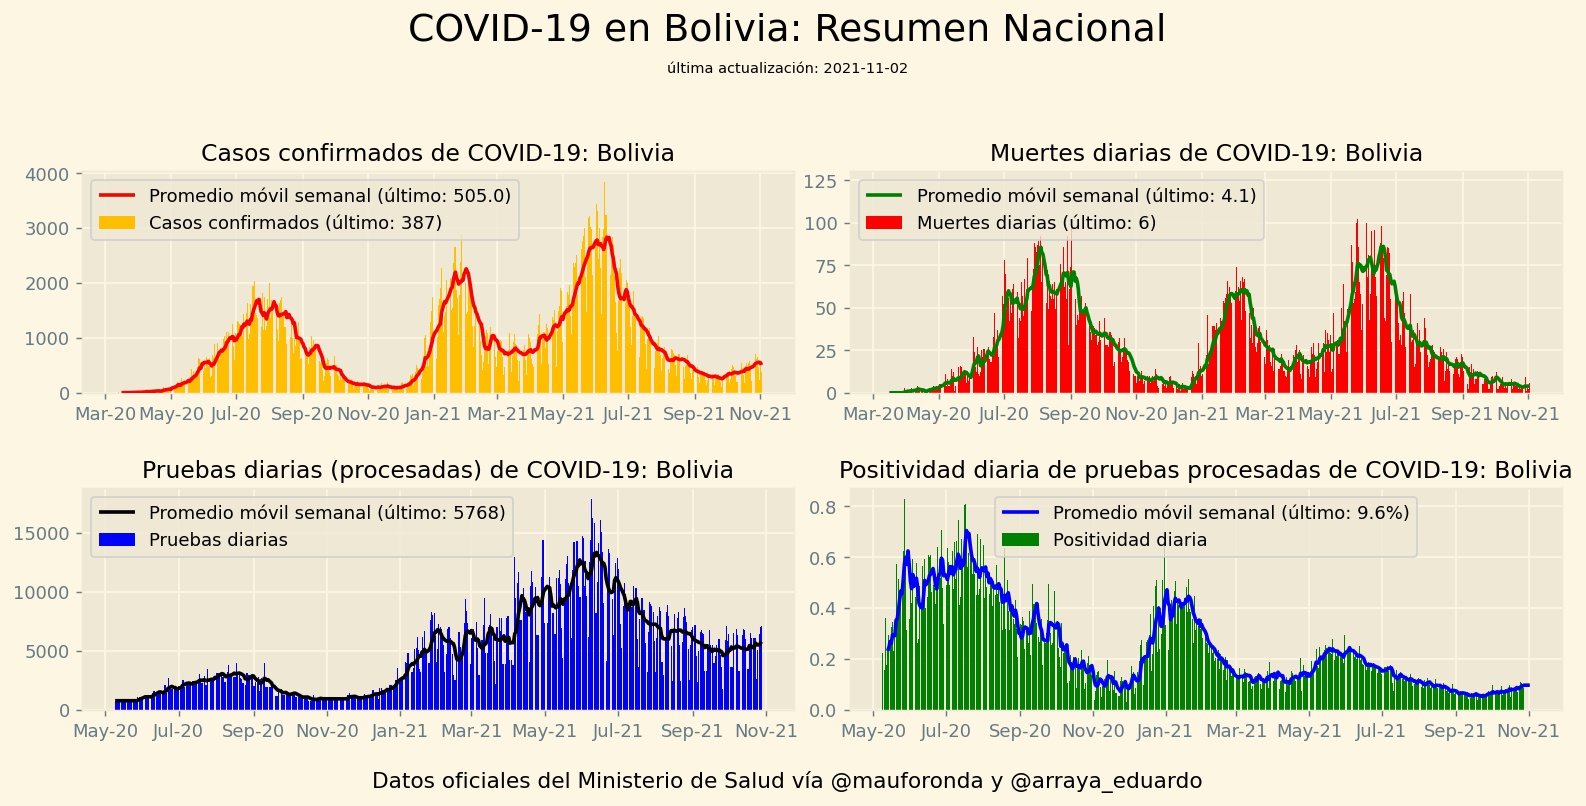 COVID-19 en Bolivia: Resumen Nacional
última actualización: 2021-11-02
Casos confirmados de COVID-19: Bolivia
4000
3000
2000
1000
0
Promedio móvil semanal (último: 505.0)
Casos confirmados (último: 387)
Mar-20 May-20 Jul-20 Sep-20 Nov-20 Jan-21 Mar-21 May-21 Jul-21 Sep-21 Nov-21
Muertes diarias de COVID-19: Bolivia
125
100
75
50
25
0
Promedio móvil semanal (último: 4.1)
Muertes diarias (último: 6)
Mar-20 May-20 Jul-20 Sep-20 Nov-20 Jan-21 Mar-21 May-21 Jul-21 Sep-21 Nov-21
Pruebas diarias (procesadas) de COVID-19: Bolivia
15000
10000
5000
0
Promedio móvil semanal (último: 5768)
Pruebas diarias
May-20 Jul-20 Sep-20 Nov-20 Jan-21 Mar-21 May-21 Jul-21 Sep-21 Nov-21
Positividad diaria de pruebas procesadas de COVID-19: Bolivia
0.8
0.6
0.4
0.2
0.0
Promedio móvil semanal (último: 9.6%)
Positividad diaria
May-20 Jul-20 Sep-20 Nov-20 Jan-21 Mar-21 May-21 Jul-21 Sep-21 Nov-21
Datos oficiales del Ministerio de Salud vía @mauforonda y @arraya_eduardo